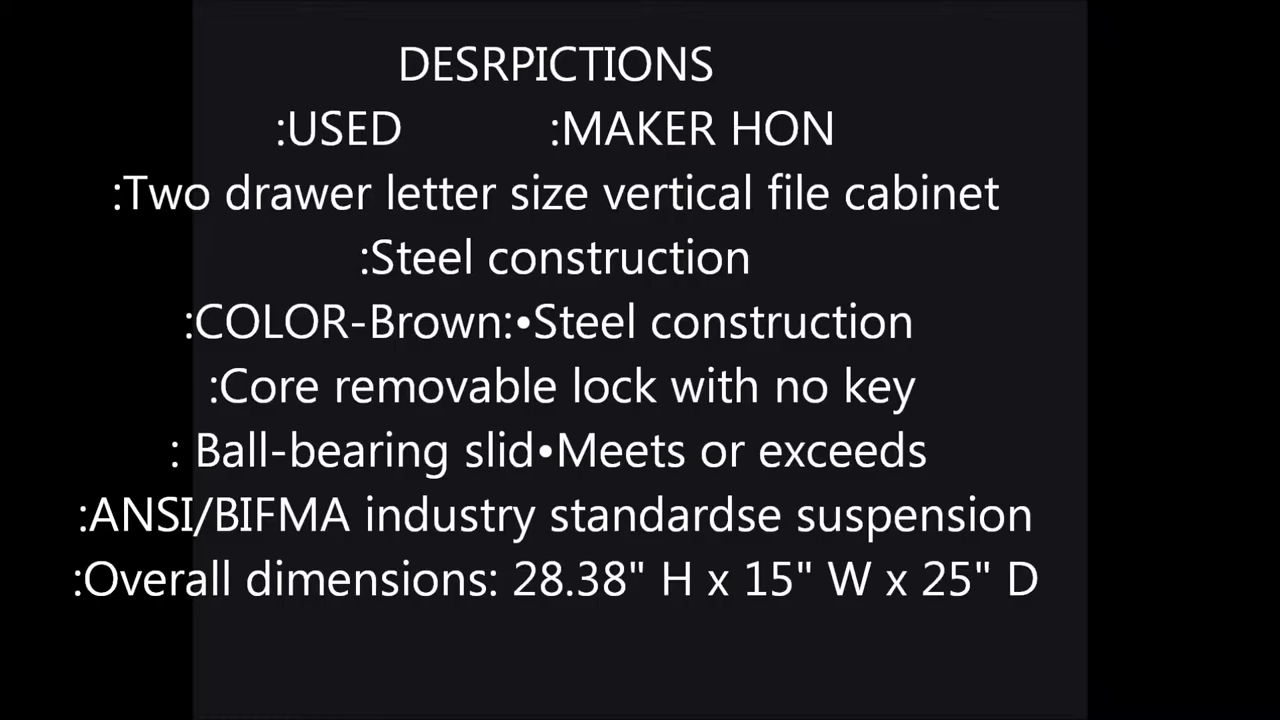 DESRPICTIONS
:USED :MAKER HON
:Two drawer letter size vertical file cabinet
:Steel construction
:COLOR-Brown:•Steel construction
:Core removable lock with no key
: Ball-bearing slid•Meets or exceeds
:ANSI/BIFMA industry standardse suspension
:Overall dimensions: 28.38" H x 15" W x 25" D